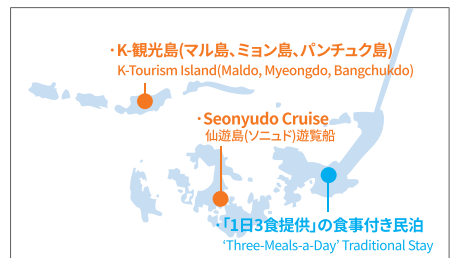 ·K-観光島(マル島、ミョン島、パンチュク島)
K-Tourism Island(Maldo, Myeongdo, Bangchukdo)
·Seonyudo Cruise
仙遊島(ソニュド)遊覧船
·「1日3食提供」の食事付き民泊
‘Three-Meals-a-Day’ Traditional Stay